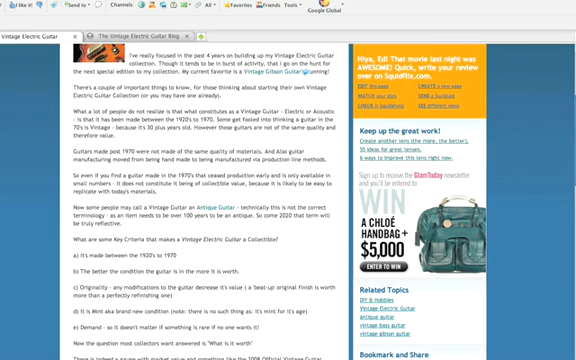 I like it!
Send to
Channels:
All
Favorites
Friends
Tools
Google Global
Vintage Electric Guitar
The Vintage Electric Guitar Blog
I've really focused in the past 4 years on building up my Vintage Electric Guitar
collection. Though it tends to be in burst of activity, that I go on the hunt for
the next special edition to my collection. My current favorite is a Vintage Gibson Guitar - running!
There's a couple of important things to know, for those thinking about starting their own Vintage
Electric Guitar Collection (or you may have one already).
What a lot of people do not realize is that what constitutes as a Vintage Guitar - Electric or Acoustic
- is that it has been made between the 1920's to 1970. Some get fooled into thinking a guitar in the
70's is Vintage - because it's 30 plus years old. However those guitars are not of the same quality and
therefore value.
Guitars made post 1970 were not made of the same quality of materials. And Also guitar
manufacturing moved from being hand made to being manufactured via production line methods.
So even if you find a guitar made in the 1970's that ceased production early and is only available in
small numbers - it does not constitute it being of collectible value, because it is likely to be easy to
replicate with today's materials.
Now some people may call a Vintage Guitar an Antique Guitar - technically this is not the correct
terminology - as an item needs to be over 100 years to be an antique. So come 2020 that term will
be truly reflective.
What are some Key Criteria that makes a Vintage Electric Guitar a Collectible?
a) It's made between the 1920's to 1970
b) The better the condition the guitar is in the more it is worth.
c) Originality - any modifications to the guitar decrease it's value ( a 'beat-up' original finish is worth
more than a perfectly refinishing one)
d) It is Mint aka brand new condition (note: there is no such thing as: it's mint for it's age)
e) Demand - so it doesn't matter if something is rare if no one wants it!
Now the question most collectors want answered is "What is it worth"
There is indeed a gauge with market value and something like the 2008 Official Vintage Guitar
Hiya, Ed! That movie last night was
AWESOME! Quick, write your review
over on Squidflix.com.
EDIT this page
CREATE a new page
WATCH your stats
SEND a Squidcast
CHECK in Squidcents
SEE different news
Keep up the great work!
Create another lens (the more, the better).
55 ideas for great lenses.
6 ways to improve this lens right now.
Sign up to receive the GlamToday newsletter
and you'll be entered to
WIN
A CHLOÉ
HANDBAG+
$5,000
ENTER TO WIN
Related Topics
DIY & Hobbies
Vintage Electric Guitar
antique guitar
vintage bass guitar
vintage gibson guitar
Bookmark and Share